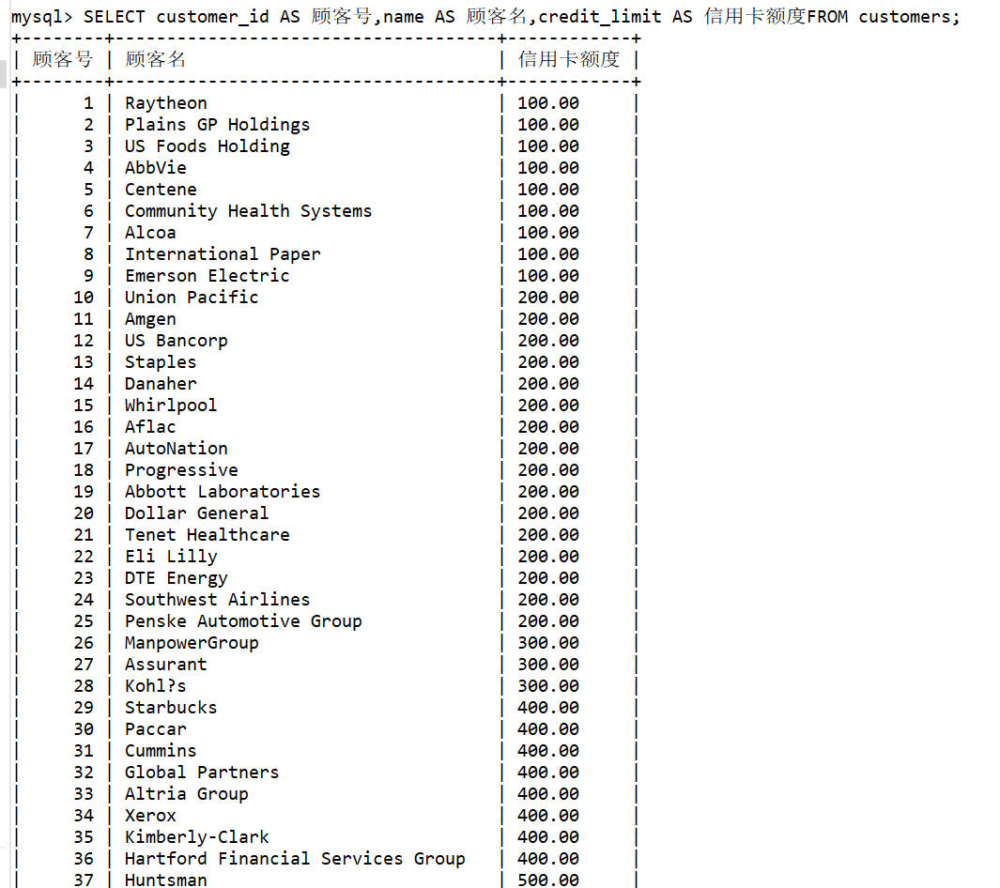 mysql> SELECT customer_id AS 顾客号,name AS 顾客名,credit_limit AS 信用卡额度FROM customers;
+--------+-------------------------------------+------------+
| 顾客号 | 顾客名 | 信用卡额度 |
+--------+-------------------------------------+------------+
| 1 | Raytheon | 100.00 |
| 2 | Plains GP Holdings | 100.00 |
| 3 | US Foods Holding | 100.00 |
| 4 | AbbVie | 100.00 |
| 5 | Centene | 100.00 |
| 6 | Community Health Systems | 100.00 |
| 7 | Alcoa | 100.00 |
| 8 | International Paper | 100.00 |
| 9 | Emerson Electric | 100.00 |
| 10 | Union Pacific | 200.00 |
| 11 | Amgen | 200.00 |
| 12 | US Bancorp | 200.00 |
| 13 | Staples | 200.00 |
| 14 | Danaher | 200.00 |
| 15 | Whirlpool | 200.00 |
| 16 | Aflac | 200.00 |
| 17 | AutoNation | 200.00 |
| 18 | Progressive | 200.00 |
| 19 | Abbott Laboratories | 200.00 |
| 20 | Dollar General | 200.00 |
| 21 | Tenet Healthcare | 200.00 |
| 22 | Eli Lilly | 200.00 |
| 23 | DTE Energy | 200.00 |
| 24 | Southwest Airlines | 200.00 |
| 25 | Penske Automotive Group | 200.00 |
| 26 | ManpowerGroup | 300.00 |
| 27 | Assurant | 300.00 |
| 28 | Kohl?s | 300.00 |
| 29 | Starbucks | 400.00 |
| 30 | Paccar | 400.00 |
| 31 | Cummins | 400.00 |
| 32 | Global Partners | 400.00 |
| 33 | Altria Group | 400.00 |
| 34 | Xerox | 400.00 |
| 35 | Kimberly-Clark | 400.00 |
| 36 | Hartford Financial Services Group | 400.00 |
| 37 | Huntsman | 500.00 |